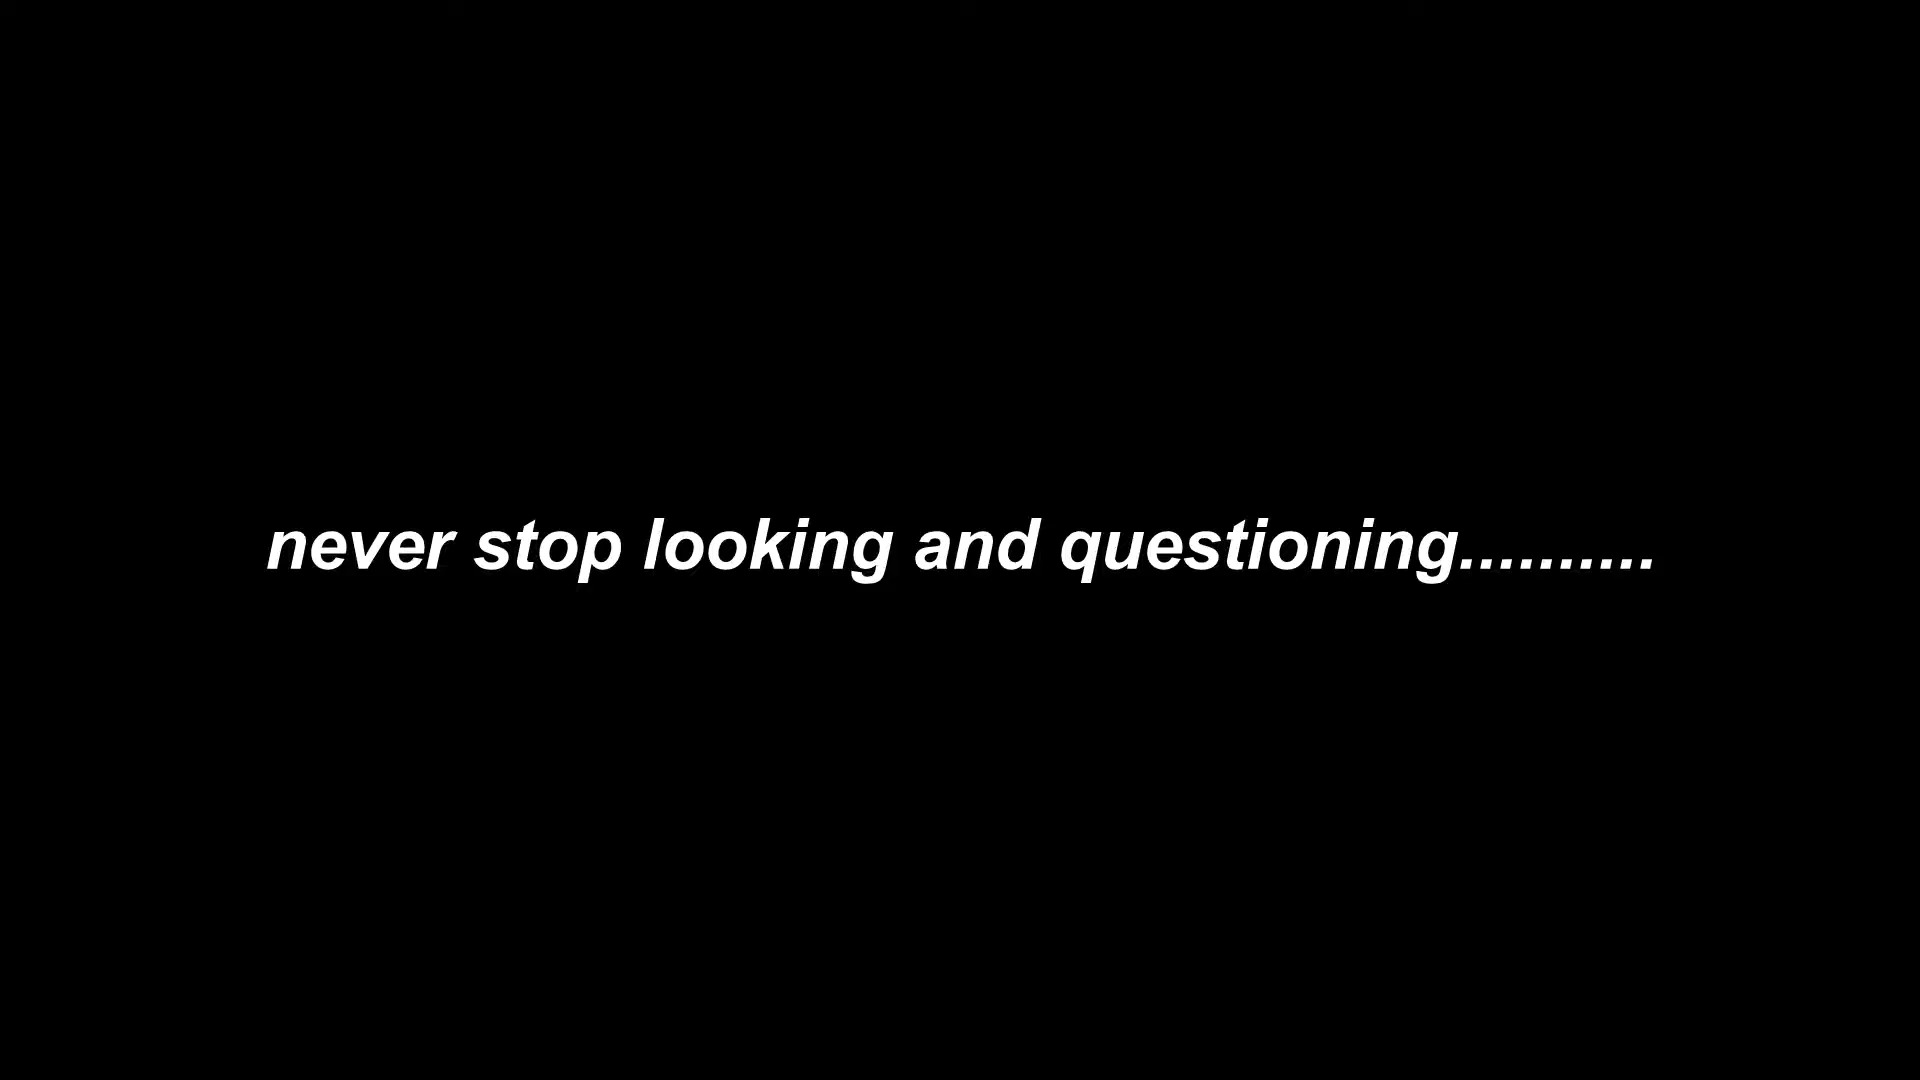 never stop looking and questioning..........